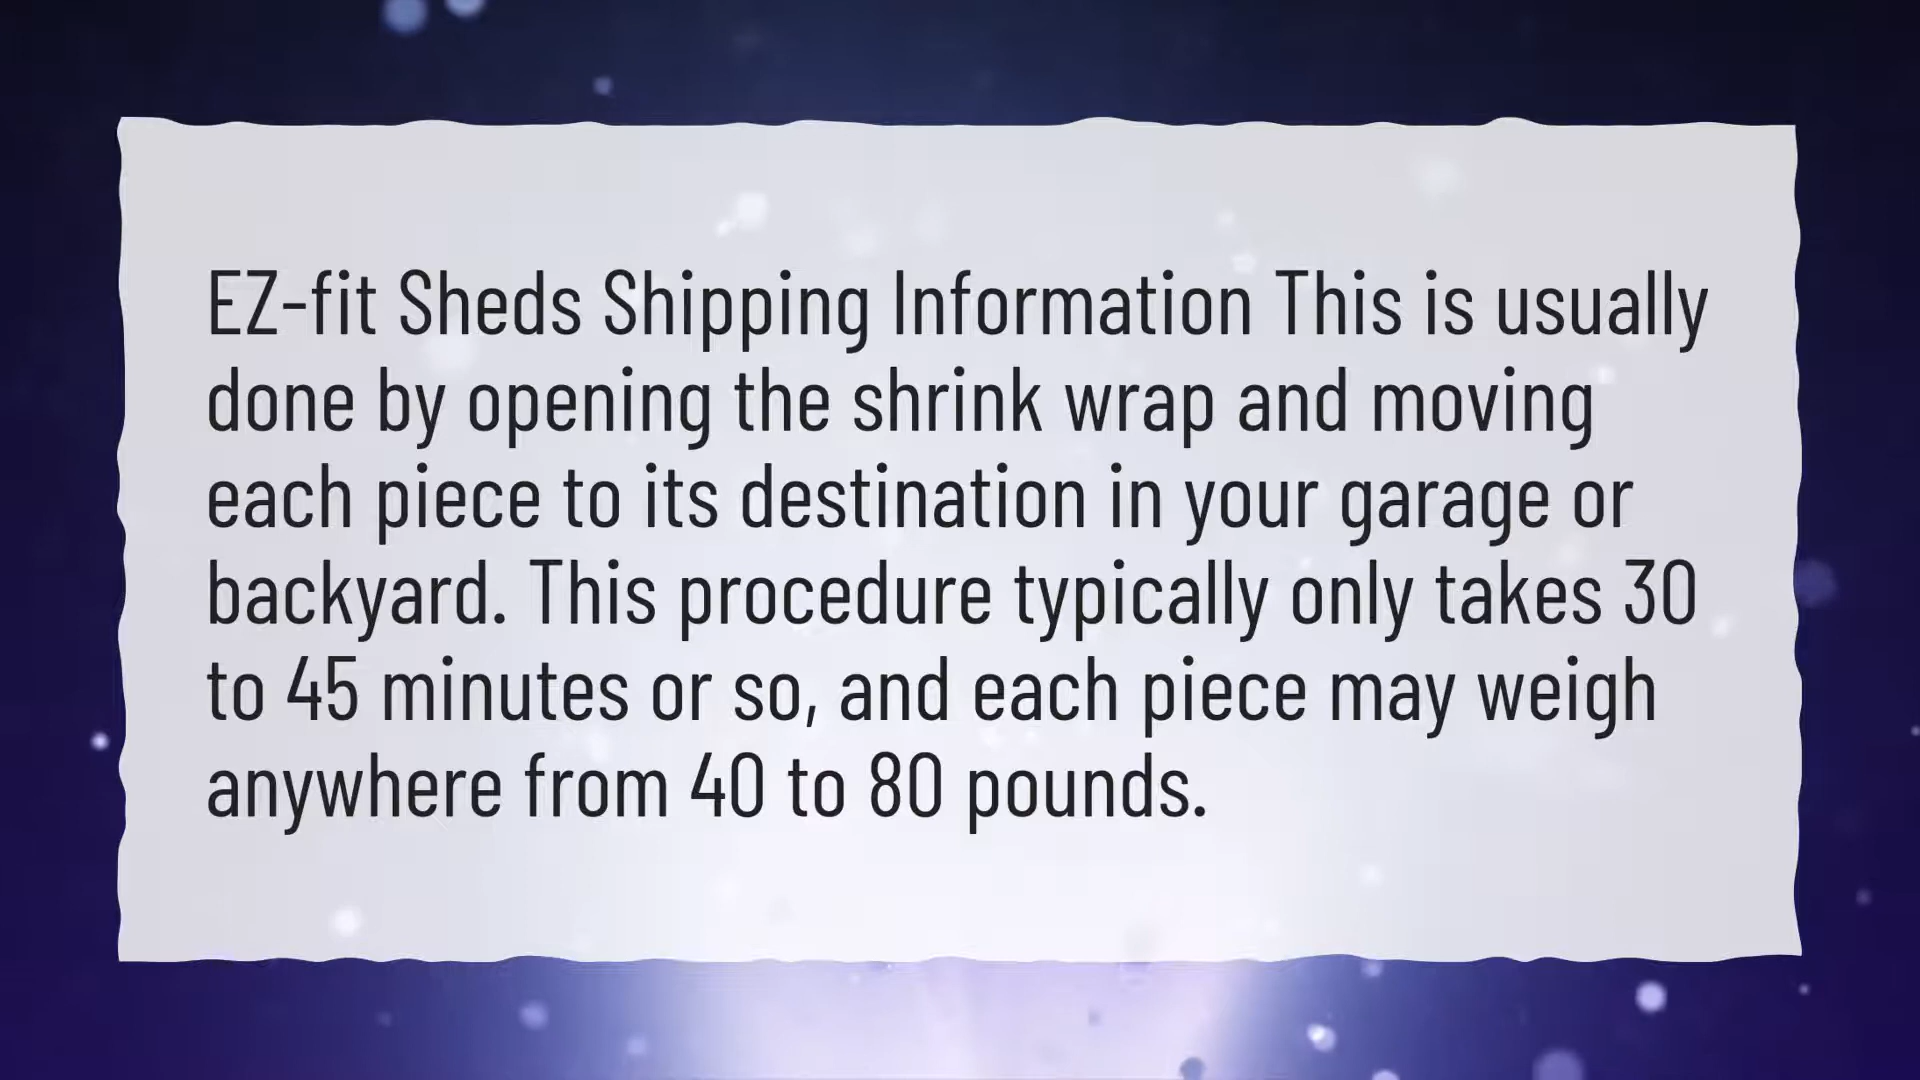 EZ-fit Sheds Shipping Information This is usually
done by opening the shrink wrap and moving
each piece to its destination in your garage or
backyard. This procedure typically only takes 30
to 45 minutes or so, and each piece may weigh
anywhere from 40 to 80 pounds.